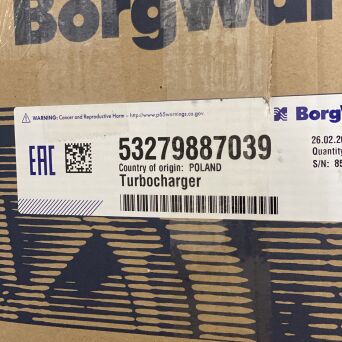 BorgWar
WARNING: Cancer and Reproductive Harm - http://www.p65warnings.ca.gov.
BorgW
EAC
53279887039
26.02.20
Country of origin: POLAND
Quantity
Turbocharger
S/N: 85